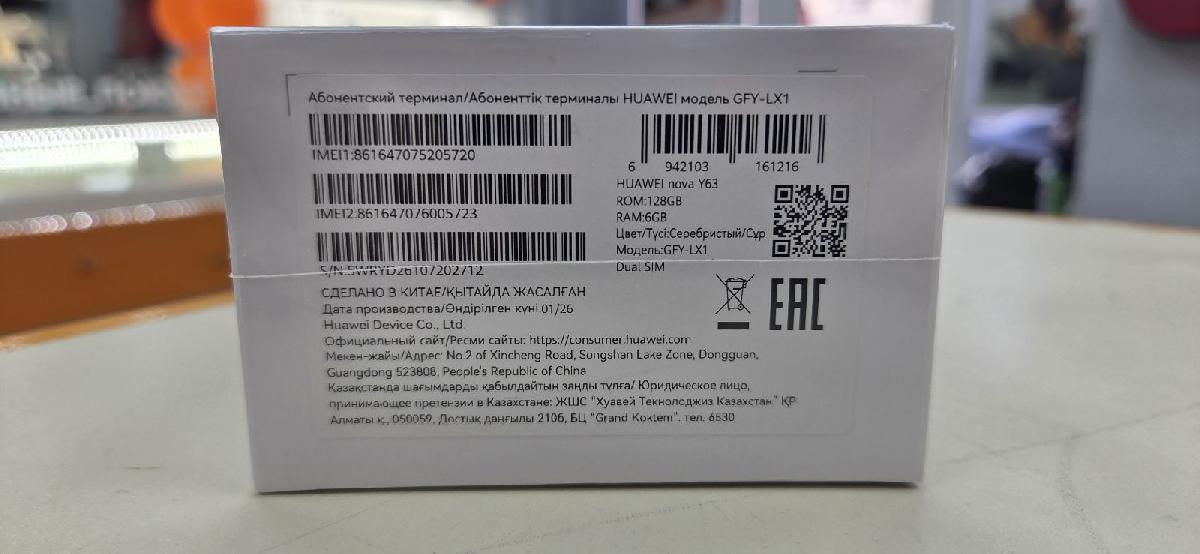 Абонентский терминал/Абоненттік терминалы HUAWEI модель GFY-LX1
IMEI1:861647075205720
IMEI2:861647076005723
S/N:5WRYD26107202712
6 942103 161216
HUAWEI nova Y63
ROM:128GB
RAM:6GB
Цвет/Түсі:Серебристый/Сұр
Модель:GFY-LX1
Dual SIM
EAC
СДЕЛАНО В КИТАЕ/ҚЫТАЙДА ЖАСАЛҒАН
Дата производства/Өндірілген күні:01/26
Huawei Device Co., Ltd.
Официальный сайт/Ресми сайты: https://consumer.huawei.com
Мекен-жайы/Адрес: No.2 of Xincheng Road, Songshan Lake Zone, Dongguan,
Guangdong 523808, People's Republic of China
Қазақстанда шағымдарды қабылдайтын заңды тұлға/ Юридическое лицо,
принимающее претензии в Казахстане: ЖШС "Хуавей Текнолоджиз Казахстан" ҚР
Алматы қ., 050059, Достық даңғылы 210б, БЦ "Grand Koktem". тел. 6530